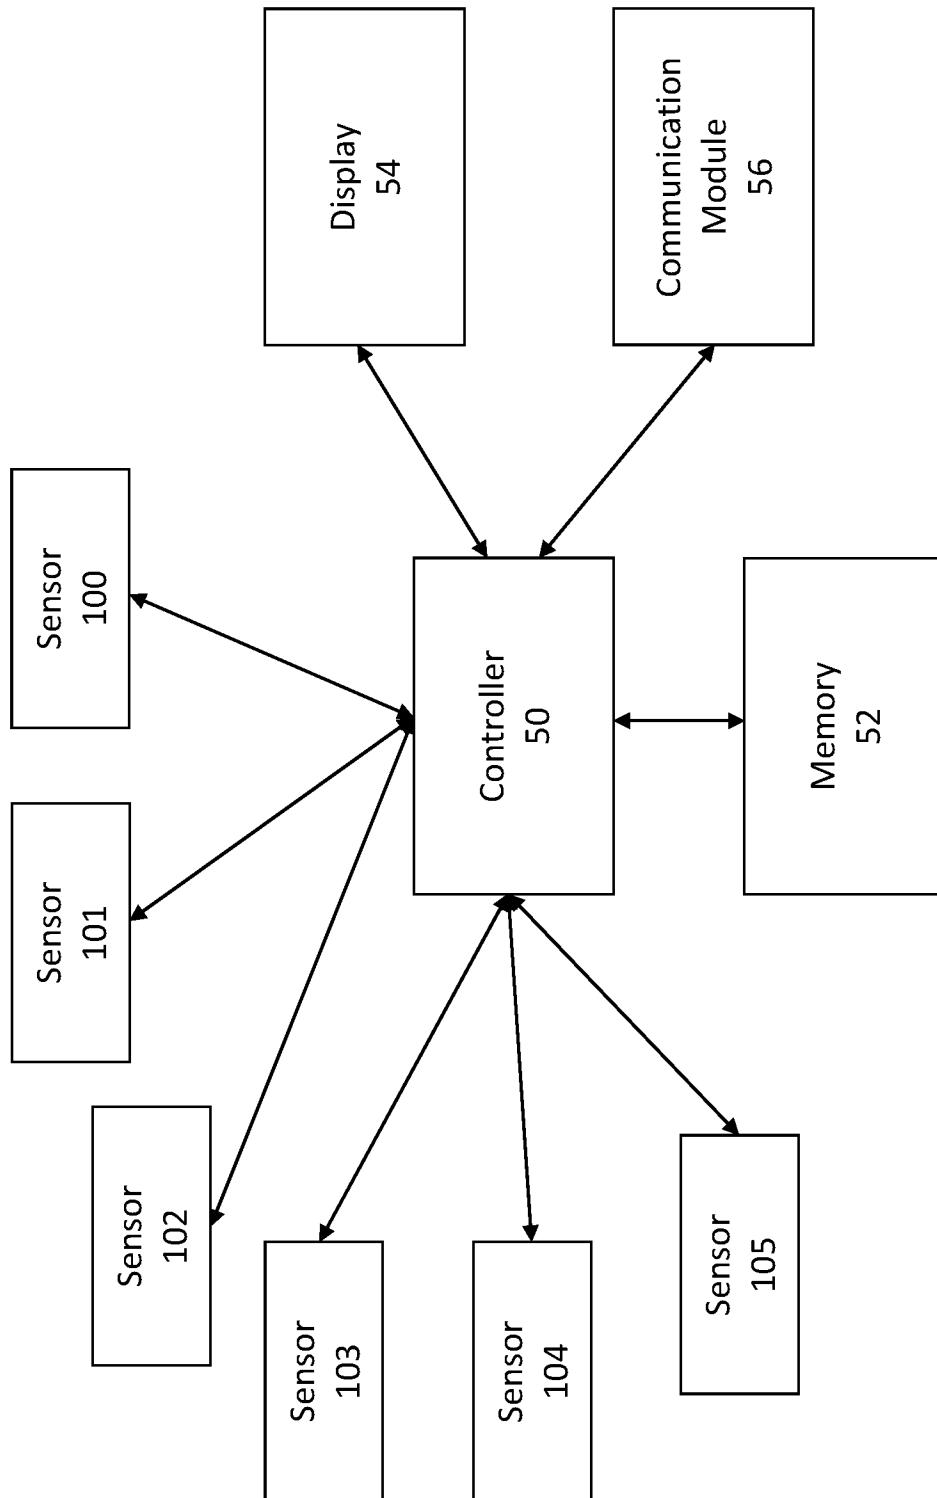 Sensor
102
Sensor
101
Sensor
100
Sensor
103
Display
54
Sensor
104
Controller
50
Sensor
105
Communication
Module
56
Memory
52